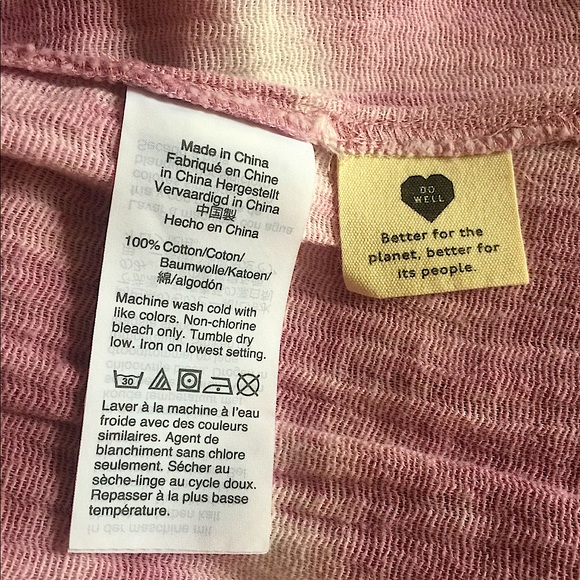 Made in China
Fabriqué en Chine
in China Hergestellt
Vervaardigd in China
中国製
Hecho en China
100% Cotton/Coton/
Baumwolle/Katoen/
綿/algodón
Machine wash cold with
like colors. Non-chlorine
bleach only. Tumble dry
low. Iron on lowest setting.
30
Laver à la machine à l'eau
froide avec des couleurs
similaires. Agent de
blanchiment sans chlore
seulement. Sécher au
sèche-linge au cycle doux.
Repasser à la plus basse
température.
DO
WELL
Better for the
planet, better for
its people.